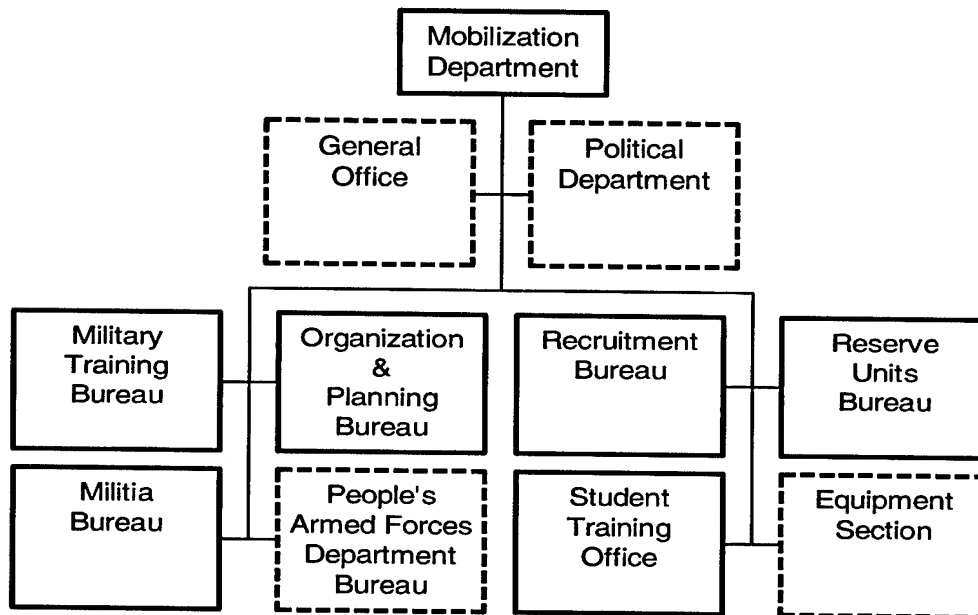 Mobilization
Department
General
Office
Political
Department
Military
Training
Bureau
Organization
&
Planning
Bureau
Recruitment
Bureau
Reserve
Units
Bureau
Militia
Bureau
People's
Armed Forces
Department
Bureau
Student
Training
Office
Equipment
Section